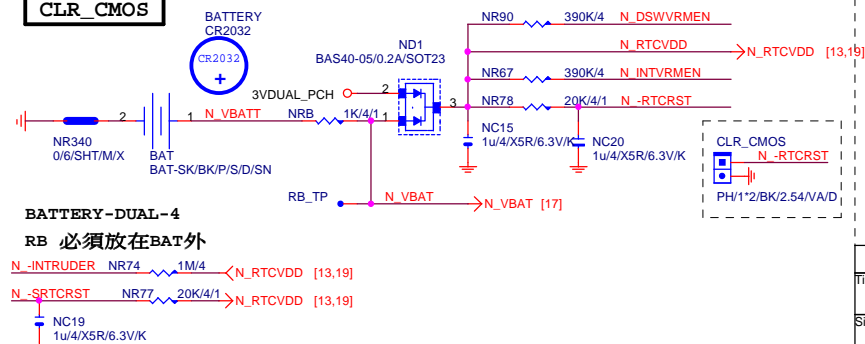 CLR_CMOS
BATTERY
CR2032
CR2032
+
ND1
BAS40-05/0.2A/SOT23
3VDUAL_PCH
2
3
1
NR90 390K/4 N_DSWVRMEN
N_RTCVDD
N_RTCVDD [13,19]
NR67 390K/4 N_INTVRMEN
NR78 20K/4/1 N_-RTCRST
2
1
N_VBATT
NRB
1K/4/1
NR340
0/6/SHT/M/X
BAT
BAT-SK/BK/P/S/D/SN
NC15
1u/4/X5R/6.3V/K
NC20
1u/4/X5R/6.3V/K
CLR_CMOS
N_-RTCRST
PH/1*2/BK/2.54/VA/D
RB_TP
N_VBAT
N_VBAT [17]
BATTERY-DUAL-4
RB 必須放在BAT外
N_-INTRUDER NR74 1M/4 N_RTCVDD [13,19]
N_-SRTCRST NR77 20K/4/1 N_RTCVDD [13,19]
NC19
1u/4/X5R/6.3V/K
Ti
Si